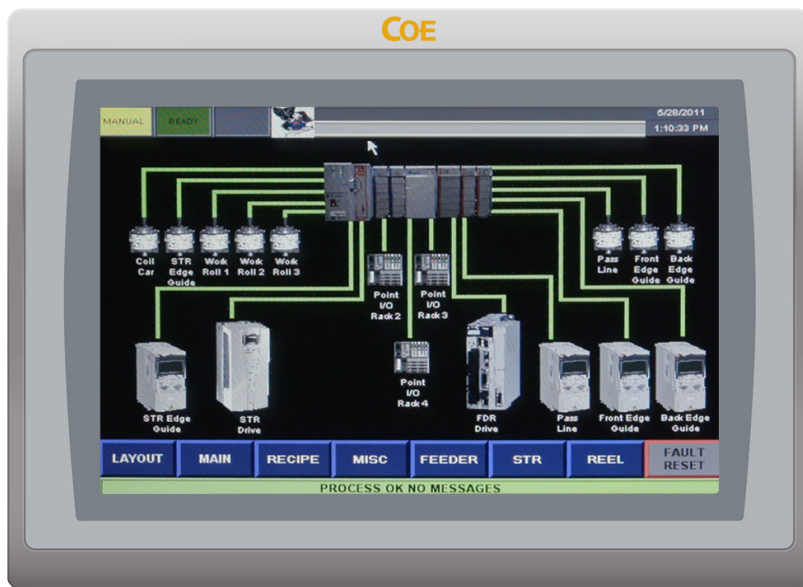 COE
MANUAL
READY
5/28/2011
1:10:33 PM
Coil
Car
STR
Edge
Guide
Work
Roll 1
Work
Roll 2
Work
Roll 3
Pass
Line
Front
Edge
Guide
Back
Edge
Guide
Point
I/O
Rack 2
Point
I/O
Rack 3
Point
I/O
Rack 4
STR Edge
Guide
STR
Drive
FDR
Drive
Pass
Line
Front Edge
Guide
Back Edge
Guide
LAYOUT
MAIN
RECIPE
MISC
FEEDER
STR
REEL
FAULT
RESET
PROCESS OK NO MESSAGES